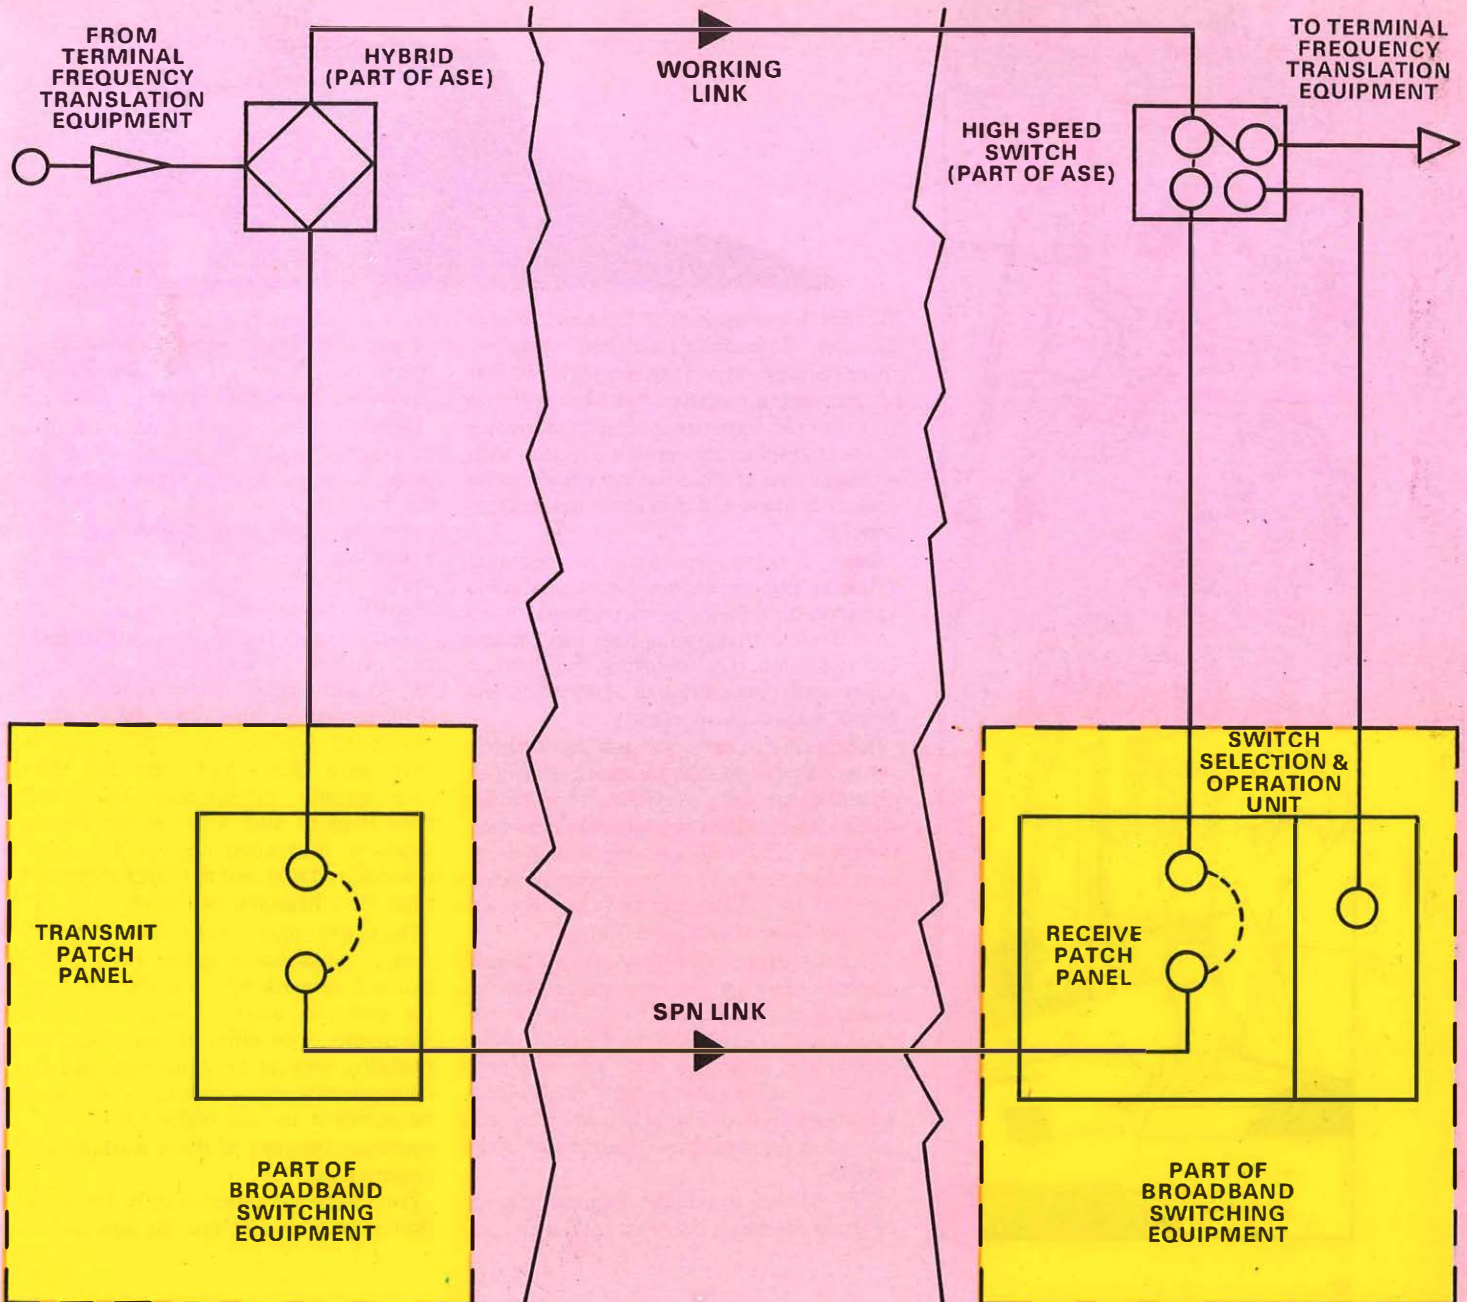 FROM
TERMINAL
FREQUENCY
TRANSLATION
EQUIPMENT
HYBRID
(PART OF ASE)
WORKING
LINK
HIGH SPEED
SWITCH
(PART OF ASE)
TO TERMINAL
FREQUENCY
TRANSLATION
EQUIPMENT
TRANSMIT
PATCH
PANEL
SPN LINK
SWITCH
SELECTION &
OPERATION
UNIT
RECEIVE
PATCH
PANEL
PART OF
BROADBAND
SWITCHING
EQUIPMENT
PART OF
BROADBAND
SWITCHING
EQUIPMENT